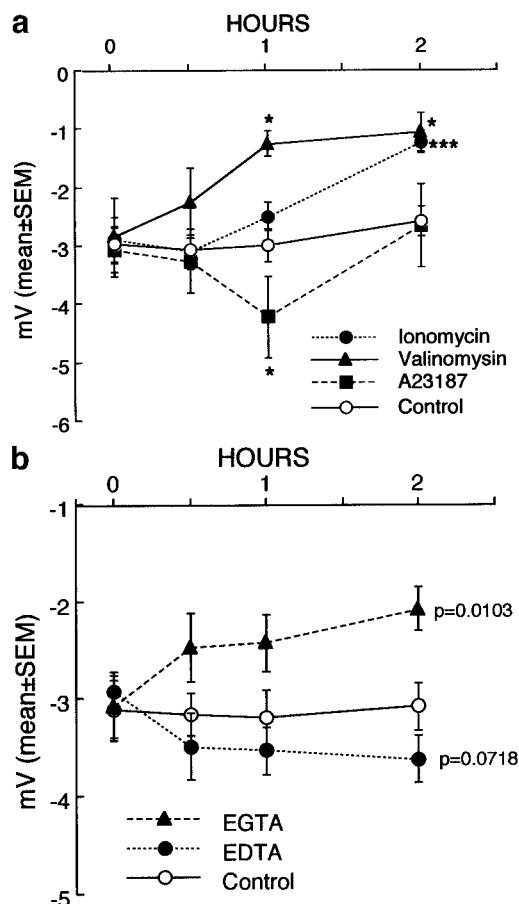 a
HOURS
0 1 2
0
-1
-2
-3
-4
-5
-6
mV (mean±SEM)
*
*
***
*
Ionomycin
Valinomysin
A23187
Control
b
HOURS
0 1 2
-1
-2
-3
-4
-5
mV (mean±SEM)
p=0.0103
p=0.0718
EGTA
EDTA
Control